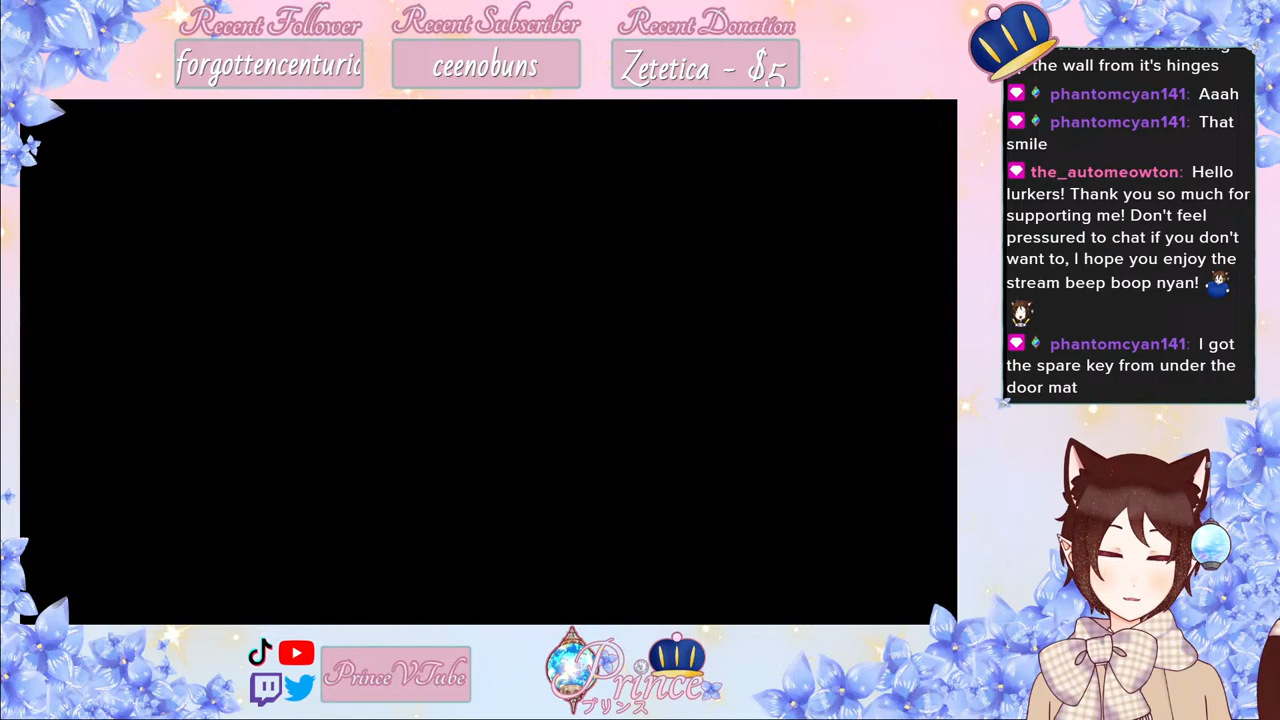 Recent Follower
forgottencenturic
Recent Subscriber
ceenobuns
Recent Donation
Zetetica - $5
the wall from it's hinges
phantomcyan141: Aaah
phantomcyan141: That
smile
the_automeowton: Hello
lurkers! Thank you so much for
supporting me! Don't feel
pressured to chat if you don't
want to, I hope you enjoy the
stream beep boop nyan!
phantomcyan141: I got
the spare key from under the
door mat
Prince VTube
Prince
プリンス